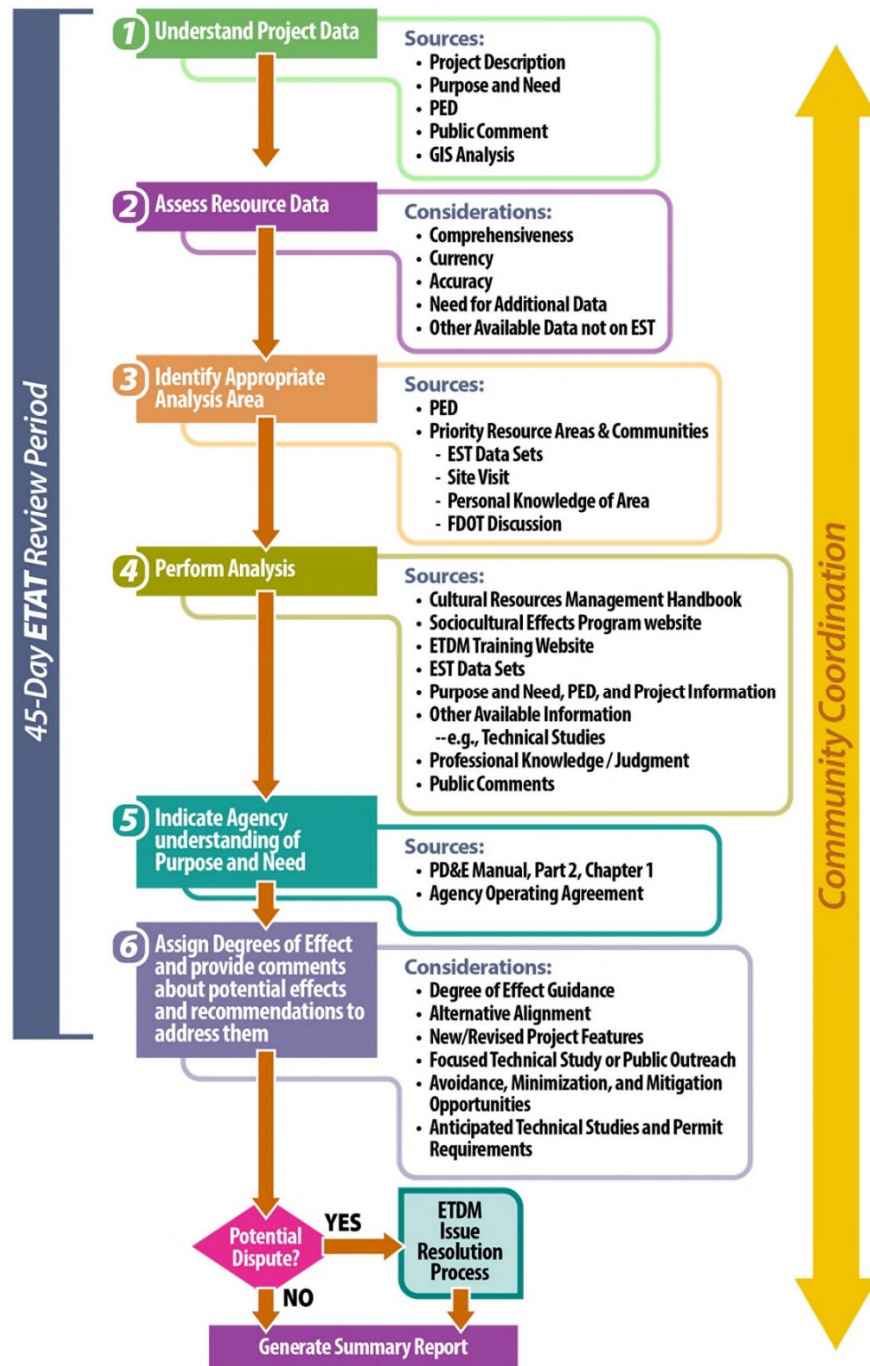 45-Day ETAT Review Period
1 Understand Project Data
Sources:
• Project Description
• Purpose and Need
• PED
• Public Comment
• GIS Analysis
2 Assess Resource Data
Considerations:
• Comprehensiveness
• Currency
• Accuracy
• Need for Additional Data
• Other Available Data not on EST
3 Identify Appropriate
Analysis Area
Sources:
• PED
• Priority Resource Areas & Communities
- EST Data Sets
- Site Visit
- Personal Knowledge of Area
- FDOT Discussion
4 Perform Analysis
Sources:
• Cultural Resources Management Handbook
• Sociocultural Effects Program website
• ETDM Training Website
• EST Data Sets
• Purpose and Need, PED, and Project Information
• Other Available Information
--e.g., Technical Studies
• Professional Knowledge / Judgment
• Public Comments
5 Indicate Agency
understanding of
Purpose and Need
Sources:
• PD&E Manual, Part 2, Chapter 1
• Agency Operating Agreement
6 Assign Degrees of Effect
and provide comments
about potential effects
and recommendations to
address them
Considerations:
• Degree of Effect Guidance
• Alternative Alignment
• New/Revised Project Features
• Focused Technical Study or Public Outreach
• Avoidance, Minimization, and Mitigation
Opportunities
• Anticipated Technical Studies and Permit
Requirements
Potential
Dispute?
YES
ETDM
Issue
Resolution
Process
NO
Generate Summary Report
Community Coordination